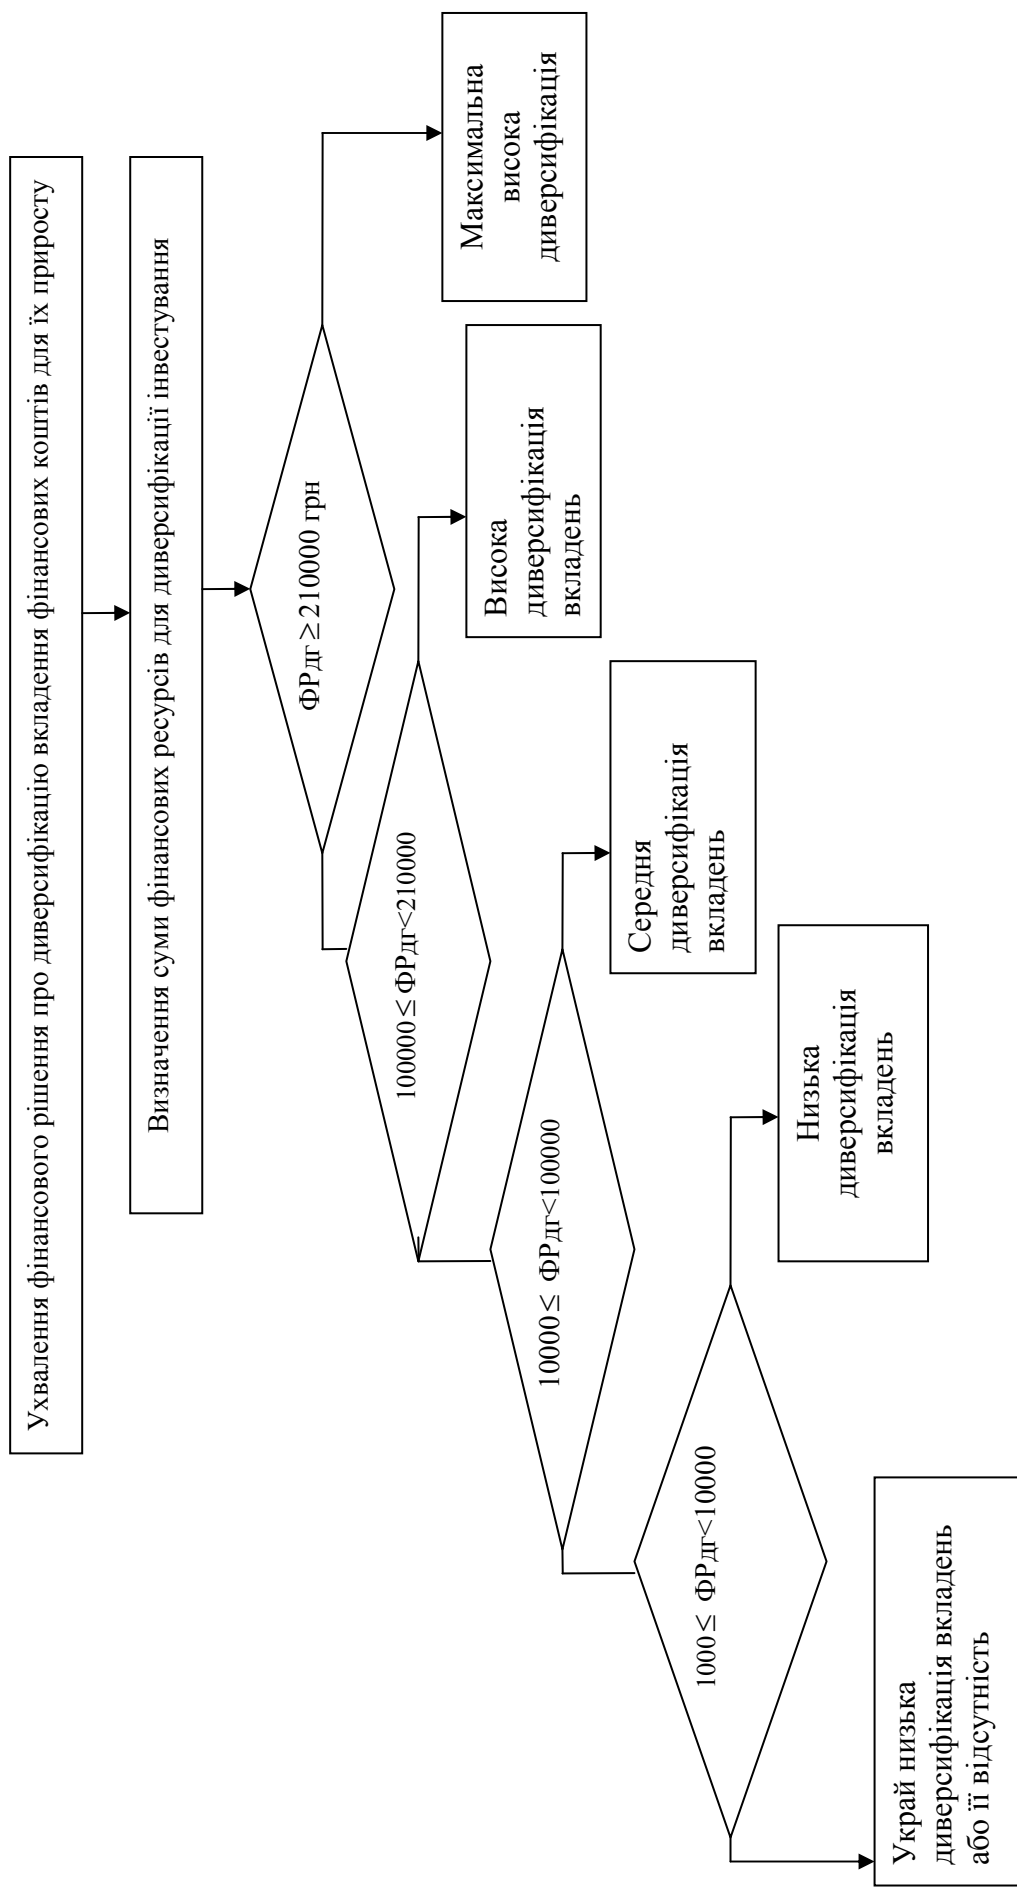 Ухвалення фінансового рішення про диверсифікацію вкладення фінансових коштів для їх приросту
Визначення суми фінансових ресурсів для диверсифікації інвестування
ФРдг ≥ 210000 грн
Максимальна
висока
диверсифікація
100000 ≤ ФРдг<210000
Висока
диверсифікація
вкладень
10000 ≤ ФРдг<100000
Середня
диверсифікація
вкладень
1000 ≤ ФРдг<10000
Низька
диверсифікація
вкладень
Украй низька
диверсифікація вкладень
або її відсутність